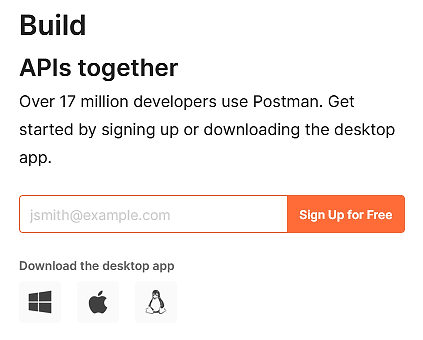 Build
APIs together
Over 17 million developers use Postman. Get
started by signing up or downloading the desktop
app.
jsmith@example.com
Sign Up for Free
Download the desktop app